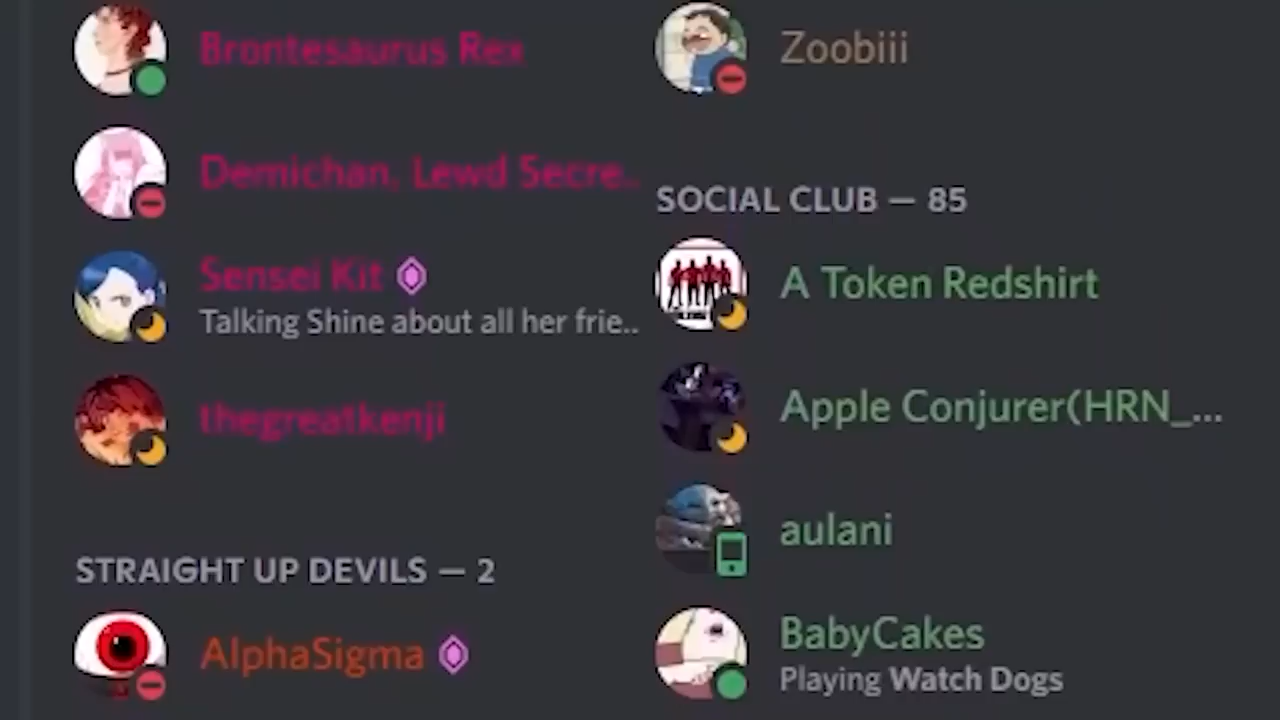 Brontesaurus Rex
Demichan, Lewd Secre..
Sensei Kit
Talking Shine about all her frie..
thegreatkenji
STRAIGHT UP DEVILS — 2
AlphaSigma
Zoobiii
SOCIAL CLUB — 85
A Token Redshirt
Apple Conjurer(HRN_...
aulani
BabyCakes
Playing Watch Dogs